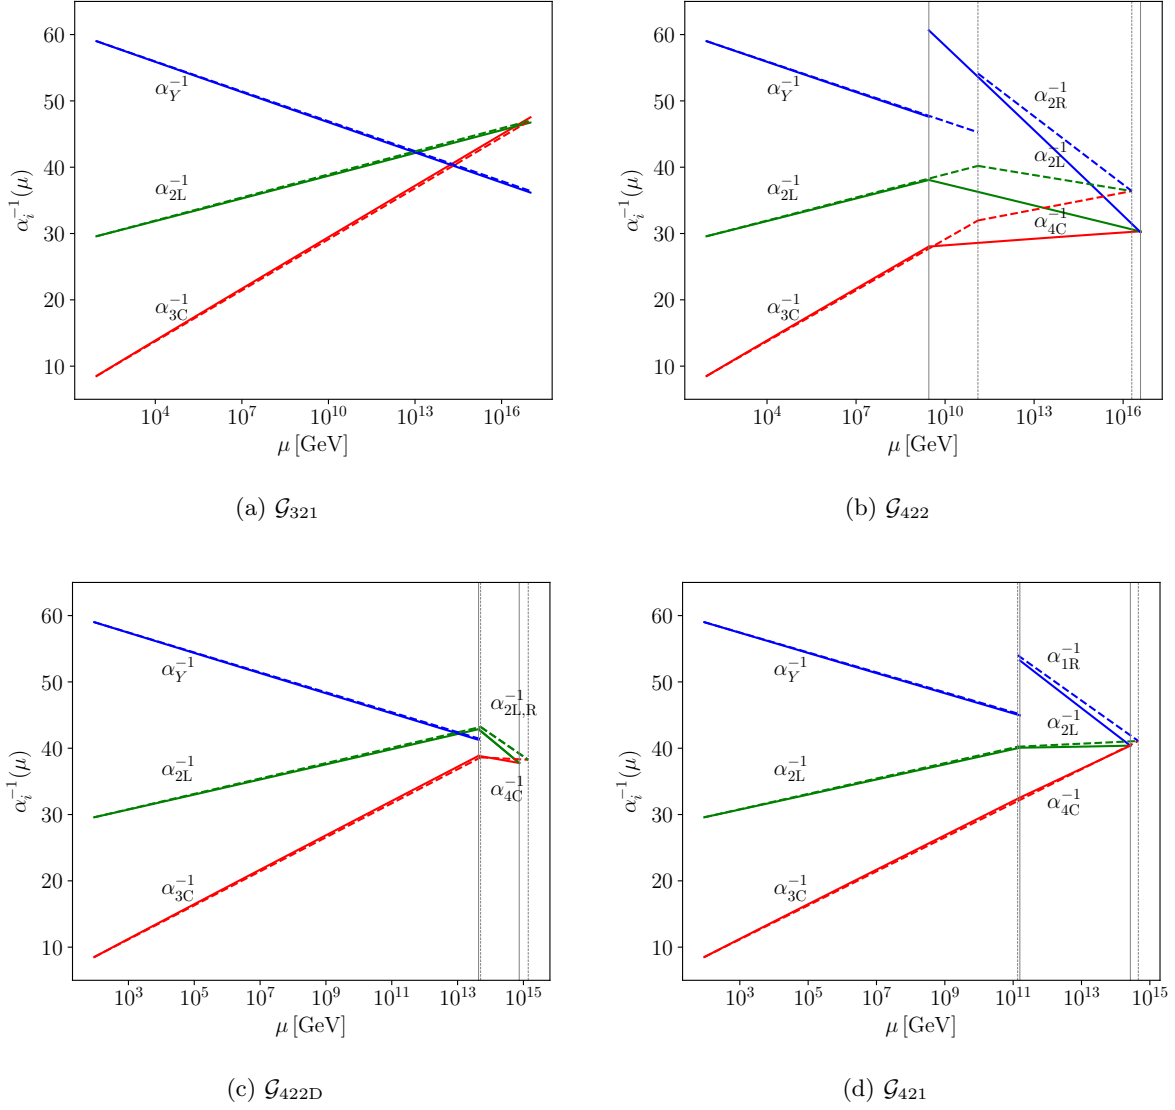 60
50
40
30
20
10
α_i^{-1}(μ)
α_Y^{-1}
α_{2L}^{-1}
α_{3C}^{-1}
10^4 10^7 10^{10} 10^{13} 10^{16}
μ [GeV]
(a) 𝒢_{321}
60
50
40
30
20
10
α_i^{-1}(μ)
α_Y^{-1}
α_{2R}^{-1}
α_{2L}^{-1}
α_{2L}^{-1}
α_{4C}^{-1}
α_{3C}^{-1}
10^4 10^7 10^{10} 10^{13} 10^{16}
μ [GeV]
(b) 𝒢_{422}
60
50
40
30
20
10
α_i^{-1}(μ)
α_Y^{-1}
α_{2L,R}^{-1}
α_{2L}^{-1}
α_{4C}^{-1}
α_{3C}^{-1}
10^3 10^5 10^7 10^9 10^{11} 10^{13} 10^{15}
μ [GeV]
(c) 𝒢_{422D}
60
50
40
30
20
10
α_i^{-1}(μ)
α_Y^{-1}
α_{1R}^{-1}
α_{2L}^{-1}
α_{2L}^{-1}
α_{4C}^{-1}
α_{3C}^{-1}
10^3 10^5 10^7 10^9 10^{11} 10^{13} 10^{15}
μ [GeV]
(d) 𝒢_{421}